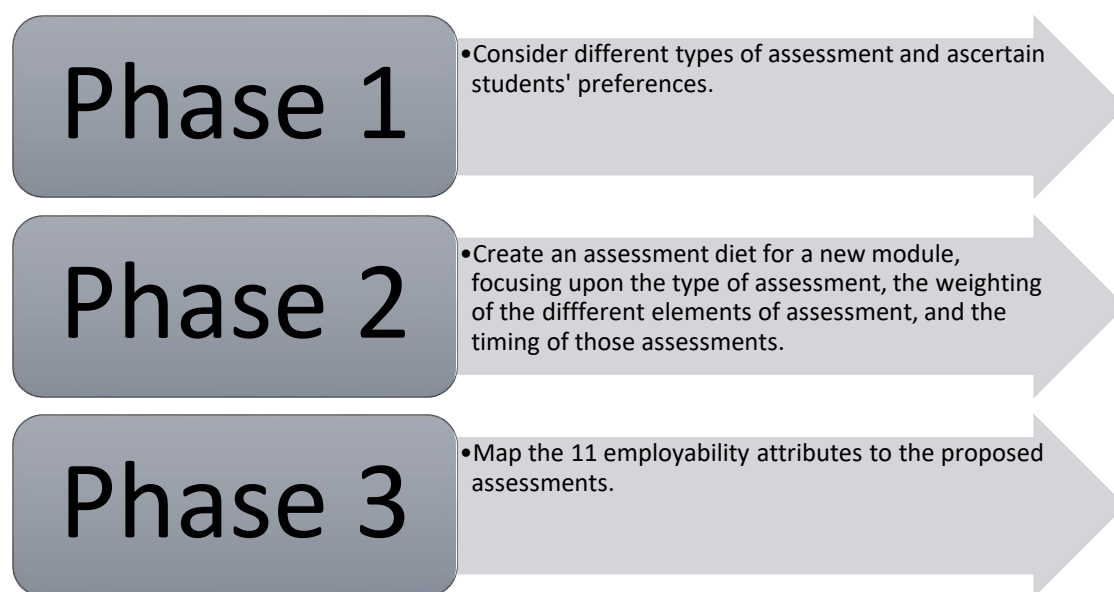 Phase 1
•Consider different types of assessment and ascertain
students' preferences.
Phase 2
•Create an assessment diet for a new module,
focusing upon the type of assessment, the weighting
of the diffferent elements of assessment, and the
timing of those assessments.
Phase 3
•Map the 11 employability attributes to the proposed
assessments.